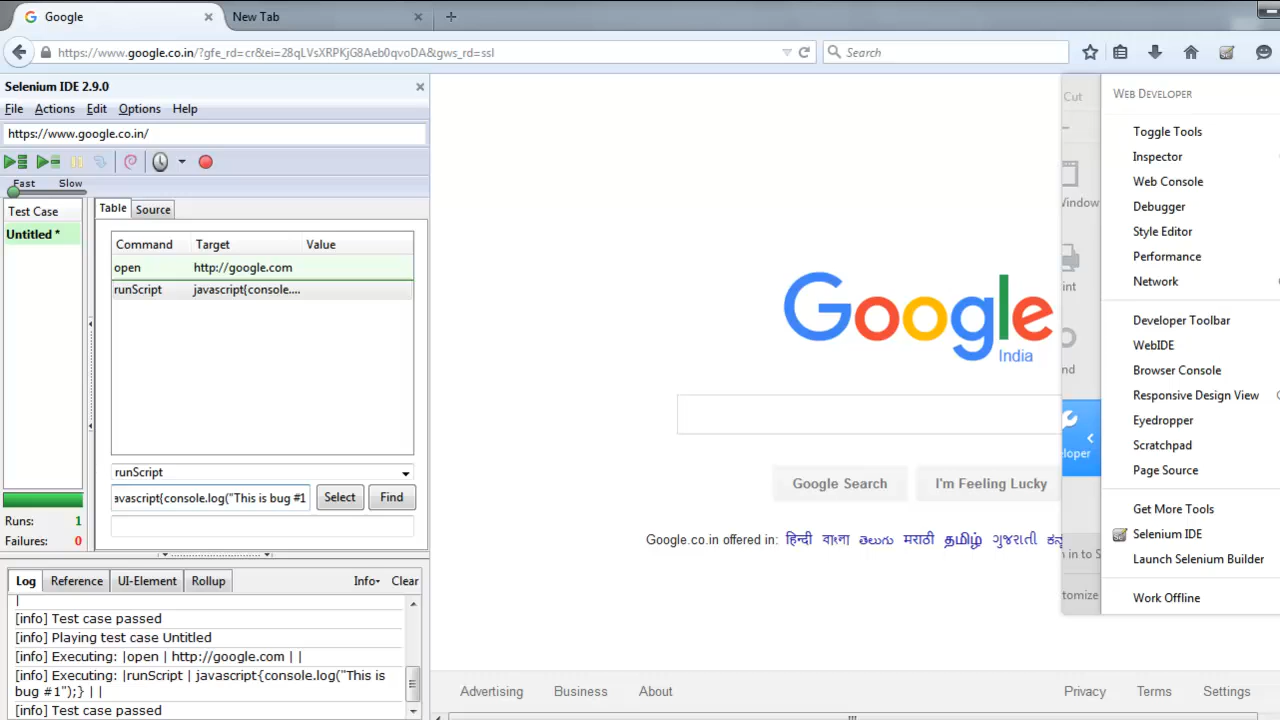 Google
New Tab
https://www.google.co.in/?gfe_rd=cr&ei=28qLVsXRPKjG8Aeb0qvoDA&gws_rd=ssl
Search
Selenium IDE 2.9.0
File Actions Edit Options Help
https://www.google.co.in/
Fast Slow
Test Case
Untitled *
Runs: 1
Failures: 0
Table Source
Command Target Value
open http://google.com
runScript javascript{console....
runScript
avascript{console.log("This is bug #1
Select Find
Log Reference UI-Element Rollup Info Clear
|
[info] Test case passed
[info] Playing test case Untitled
[info] Executing: |open | http://google.com | |
[info] Executing: |runScript | javascript{console.log("This is
bug #1");} | |
[info] Test case passed
Google
India
Google Search I'm Feeling Lucky
Google.co.in offered in: हिन्दी বাংলা తెలుగు मराठी தமிழ் ગુજરાતી
Advertising Business About
Privacy Terms Settings
Cut
Window
int
nd
eloper
n in to S
tomize
WEB DEVELOPER
Toggle Tools
Inspector
Web Console
Debugger
Style Editor
Performance
Network
Developer Toolbar
WebIDE
Browser Console
Responsive Design View
Eyedropper
Scratchpad
Page Source
Get More Tools
Selenium IDE
Launch Selenium Builder
Work Offline